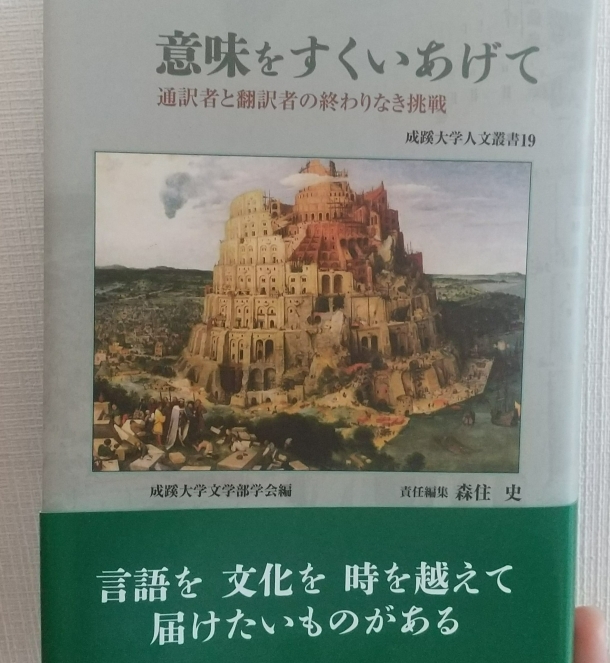 意味をすくいあげて
通訳者と翻訳者の終わりなき挑戦
成蹊大学人文叢書19
成蹊大学文学部学会編
責任編集 森住 史
言語を 文化を 時を越えて
届けたいものがある